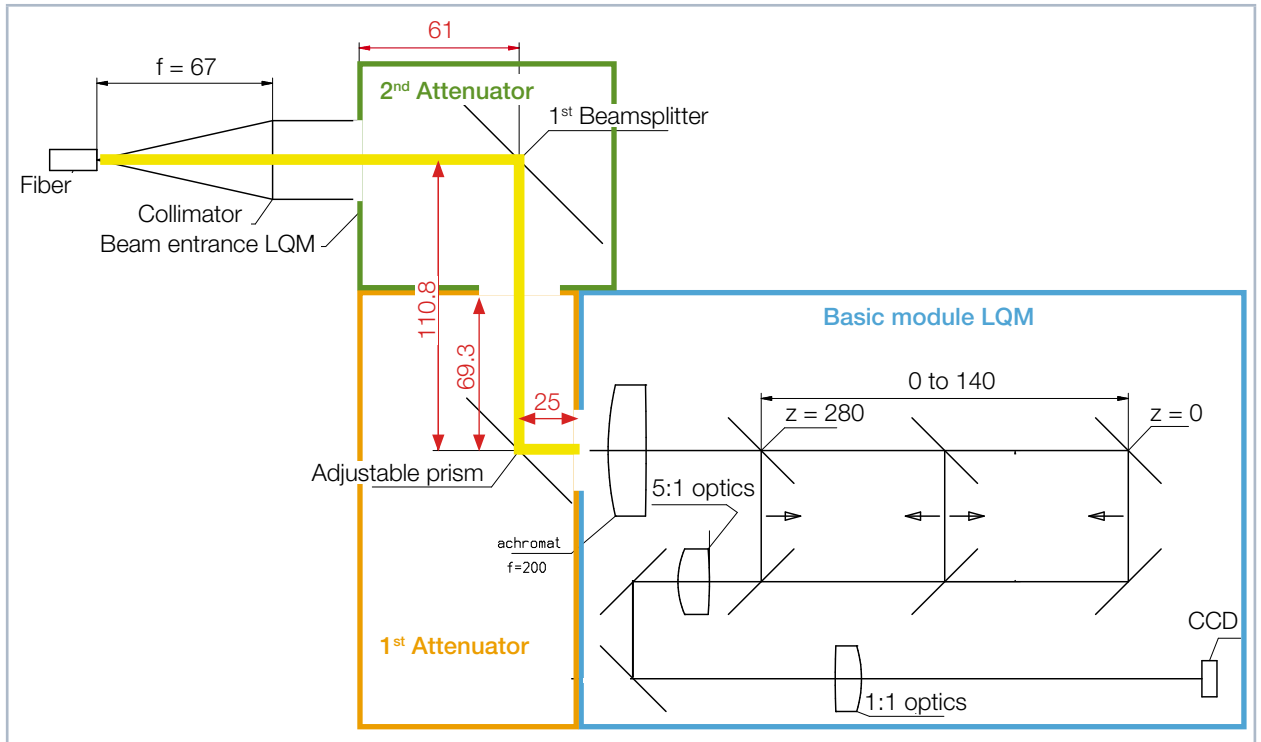 61
f = 67
2nd Attenuator
1st Beamsplitter
Fiber
Collimator
Beam entrance LQM
110.8
69.3
Basic module LQM
0 to 140
25
z = 280
z = 0
Adjustable prism
5:1 optics
achromat
f=200
1st Attenuator
CCD
1:1 optics